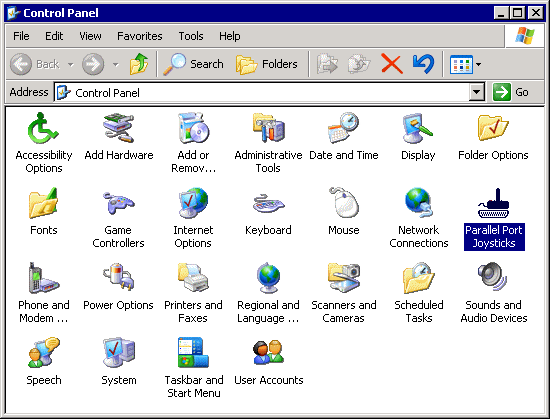 Control Panel
File Edit View Favorites Tools Help
Back Search Folders
Address Control Panel Go
Accessibility Options
Add Hardware
Add or Remov...
Administrative Tools
Date and Time
Display
Folder Options
Fonts
Game Controllers
Internet Options
Keyboard
Mouse
Network Connections
Parallel Port Joysticks
Phone and Modem ...
Power Options
Printers and Faxes
Regional and Language ...
Scanners and Cameras
Scheduled Tasks
Sounds and Audio Devices
Speech
System
Taskbar and Start Menu
User Accounts